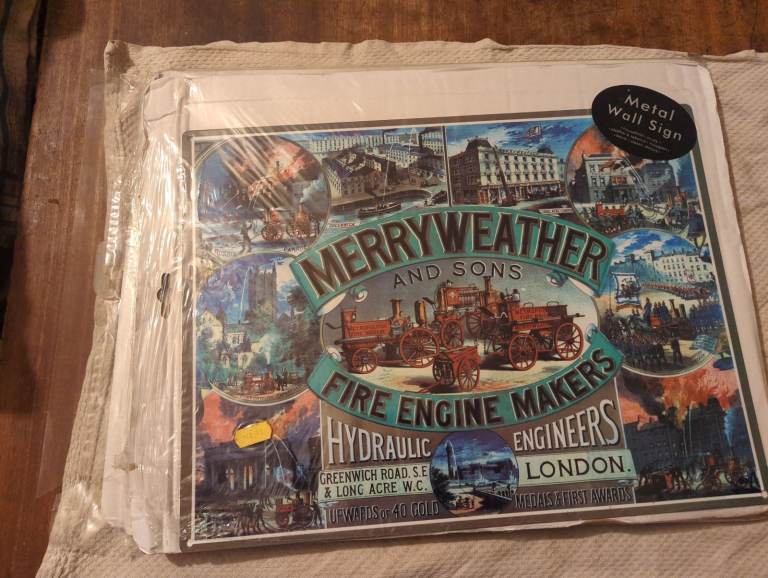 Metal
Wall Sign
MERRYWEATHER
AND SONS
FIRE ENGINE MAKERS
HYDRAULIC ENGINEERS
GREENWICH ROAD, S.E
& LONG ACRE W.C.
LONDON.
UPWARDS OF 40 GOLD MEDALS & FIRST AWARDS